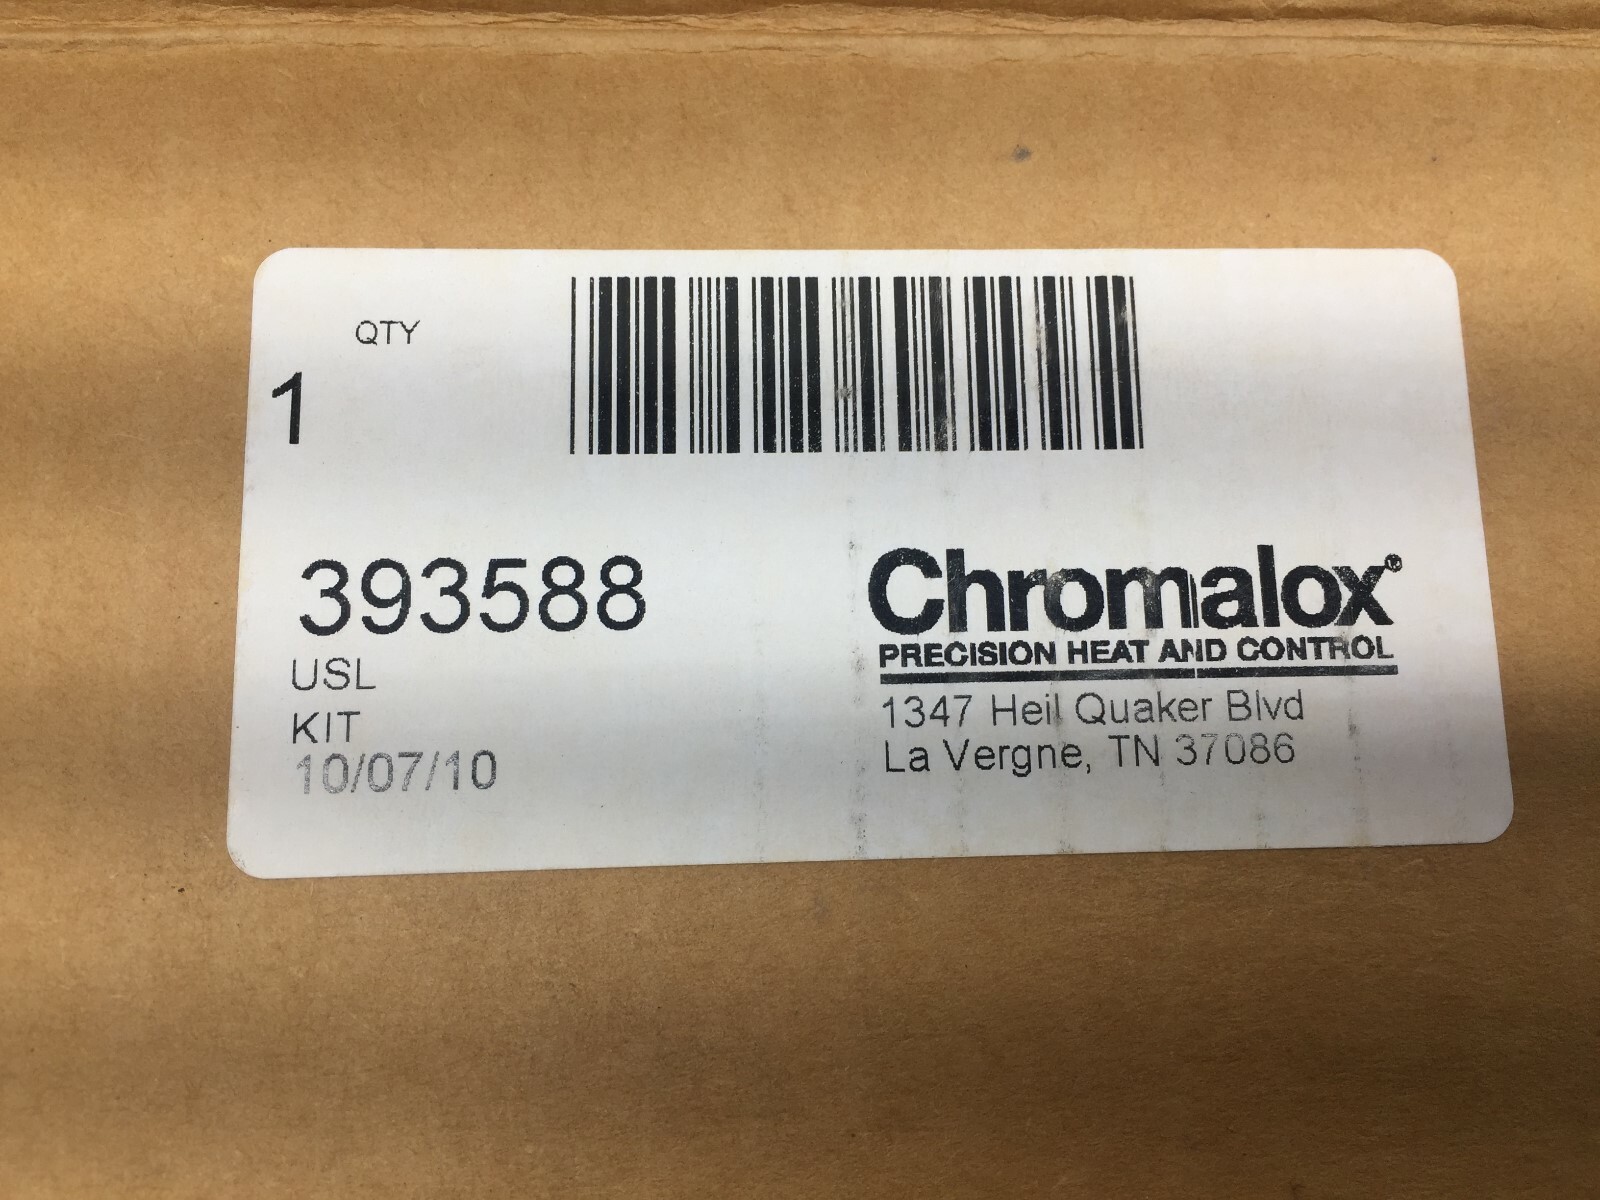 QTY
1
393588
USL
KIT
10/07/10
Chromalox®
PRECISION HEAT AND CONTROL
1347 Heil Quaker Blvd
La Vergne, TN 37086